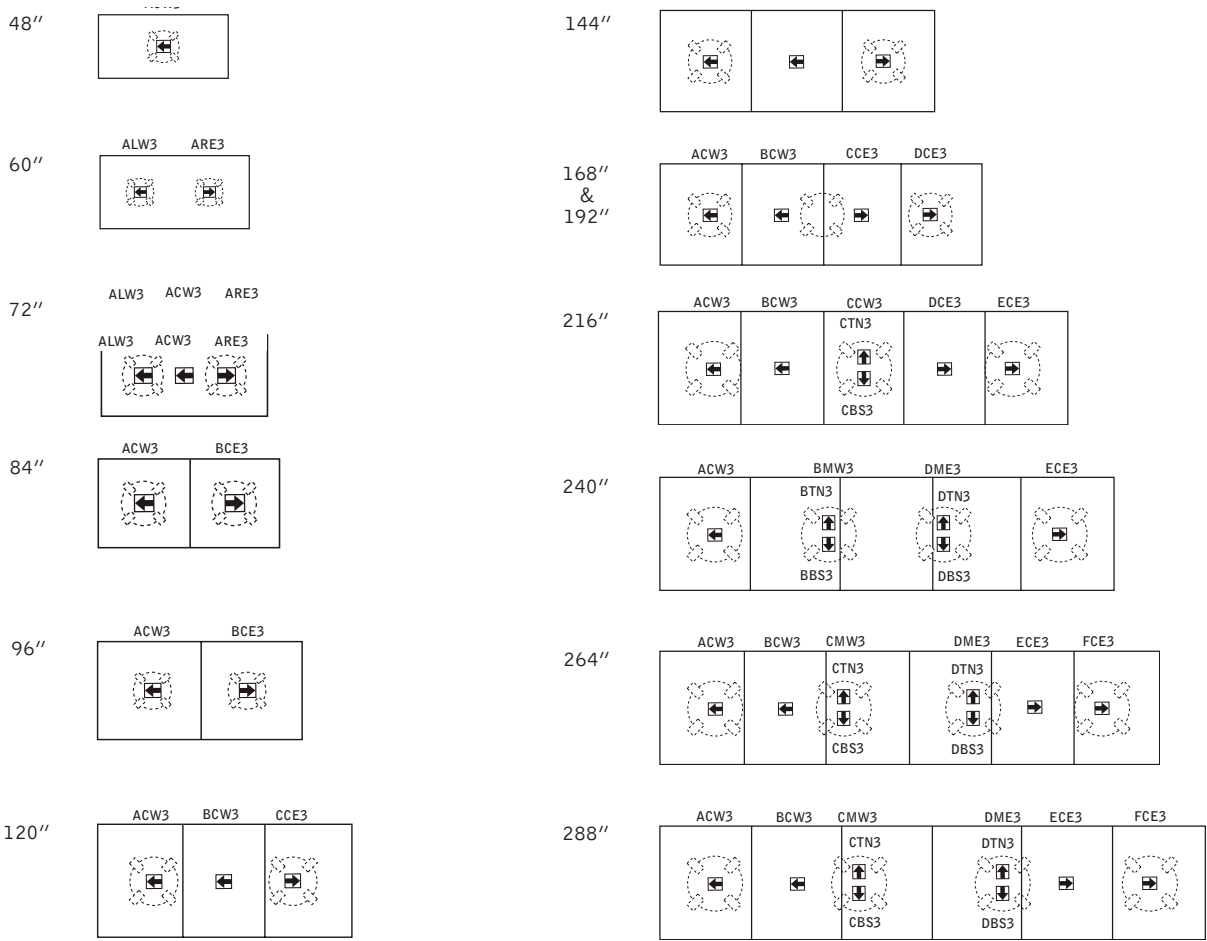 48″
60″
ALW3 ARE3
72″
ALW3 ACW3 ARE3
ALW3 ACW3 ARE3
84″
ACW3 BCE3
96″
ACW3 BCE3
120″
ACW3 BCW3 CCE3
144″
168″
&
192″
ACW3 BCW3 CCE3 DCE3
216″
ACW3 BCW3 CCW3 DCE3 ECE3
CTN3
CBS3
240″
ACW3 BMW3 DME3 ECE3
BTN3 DTN3
BBS3 DBS3
264″
ACW3 BCW3 CMW3 DME3 ECE3 FCE3
CTN3 DTN3
CBS3 DBS3
288″
ACW3 BCW3 CMW3 DME3 ECE3 FCE3
CTN3 DTN3
CBS3 DBS3